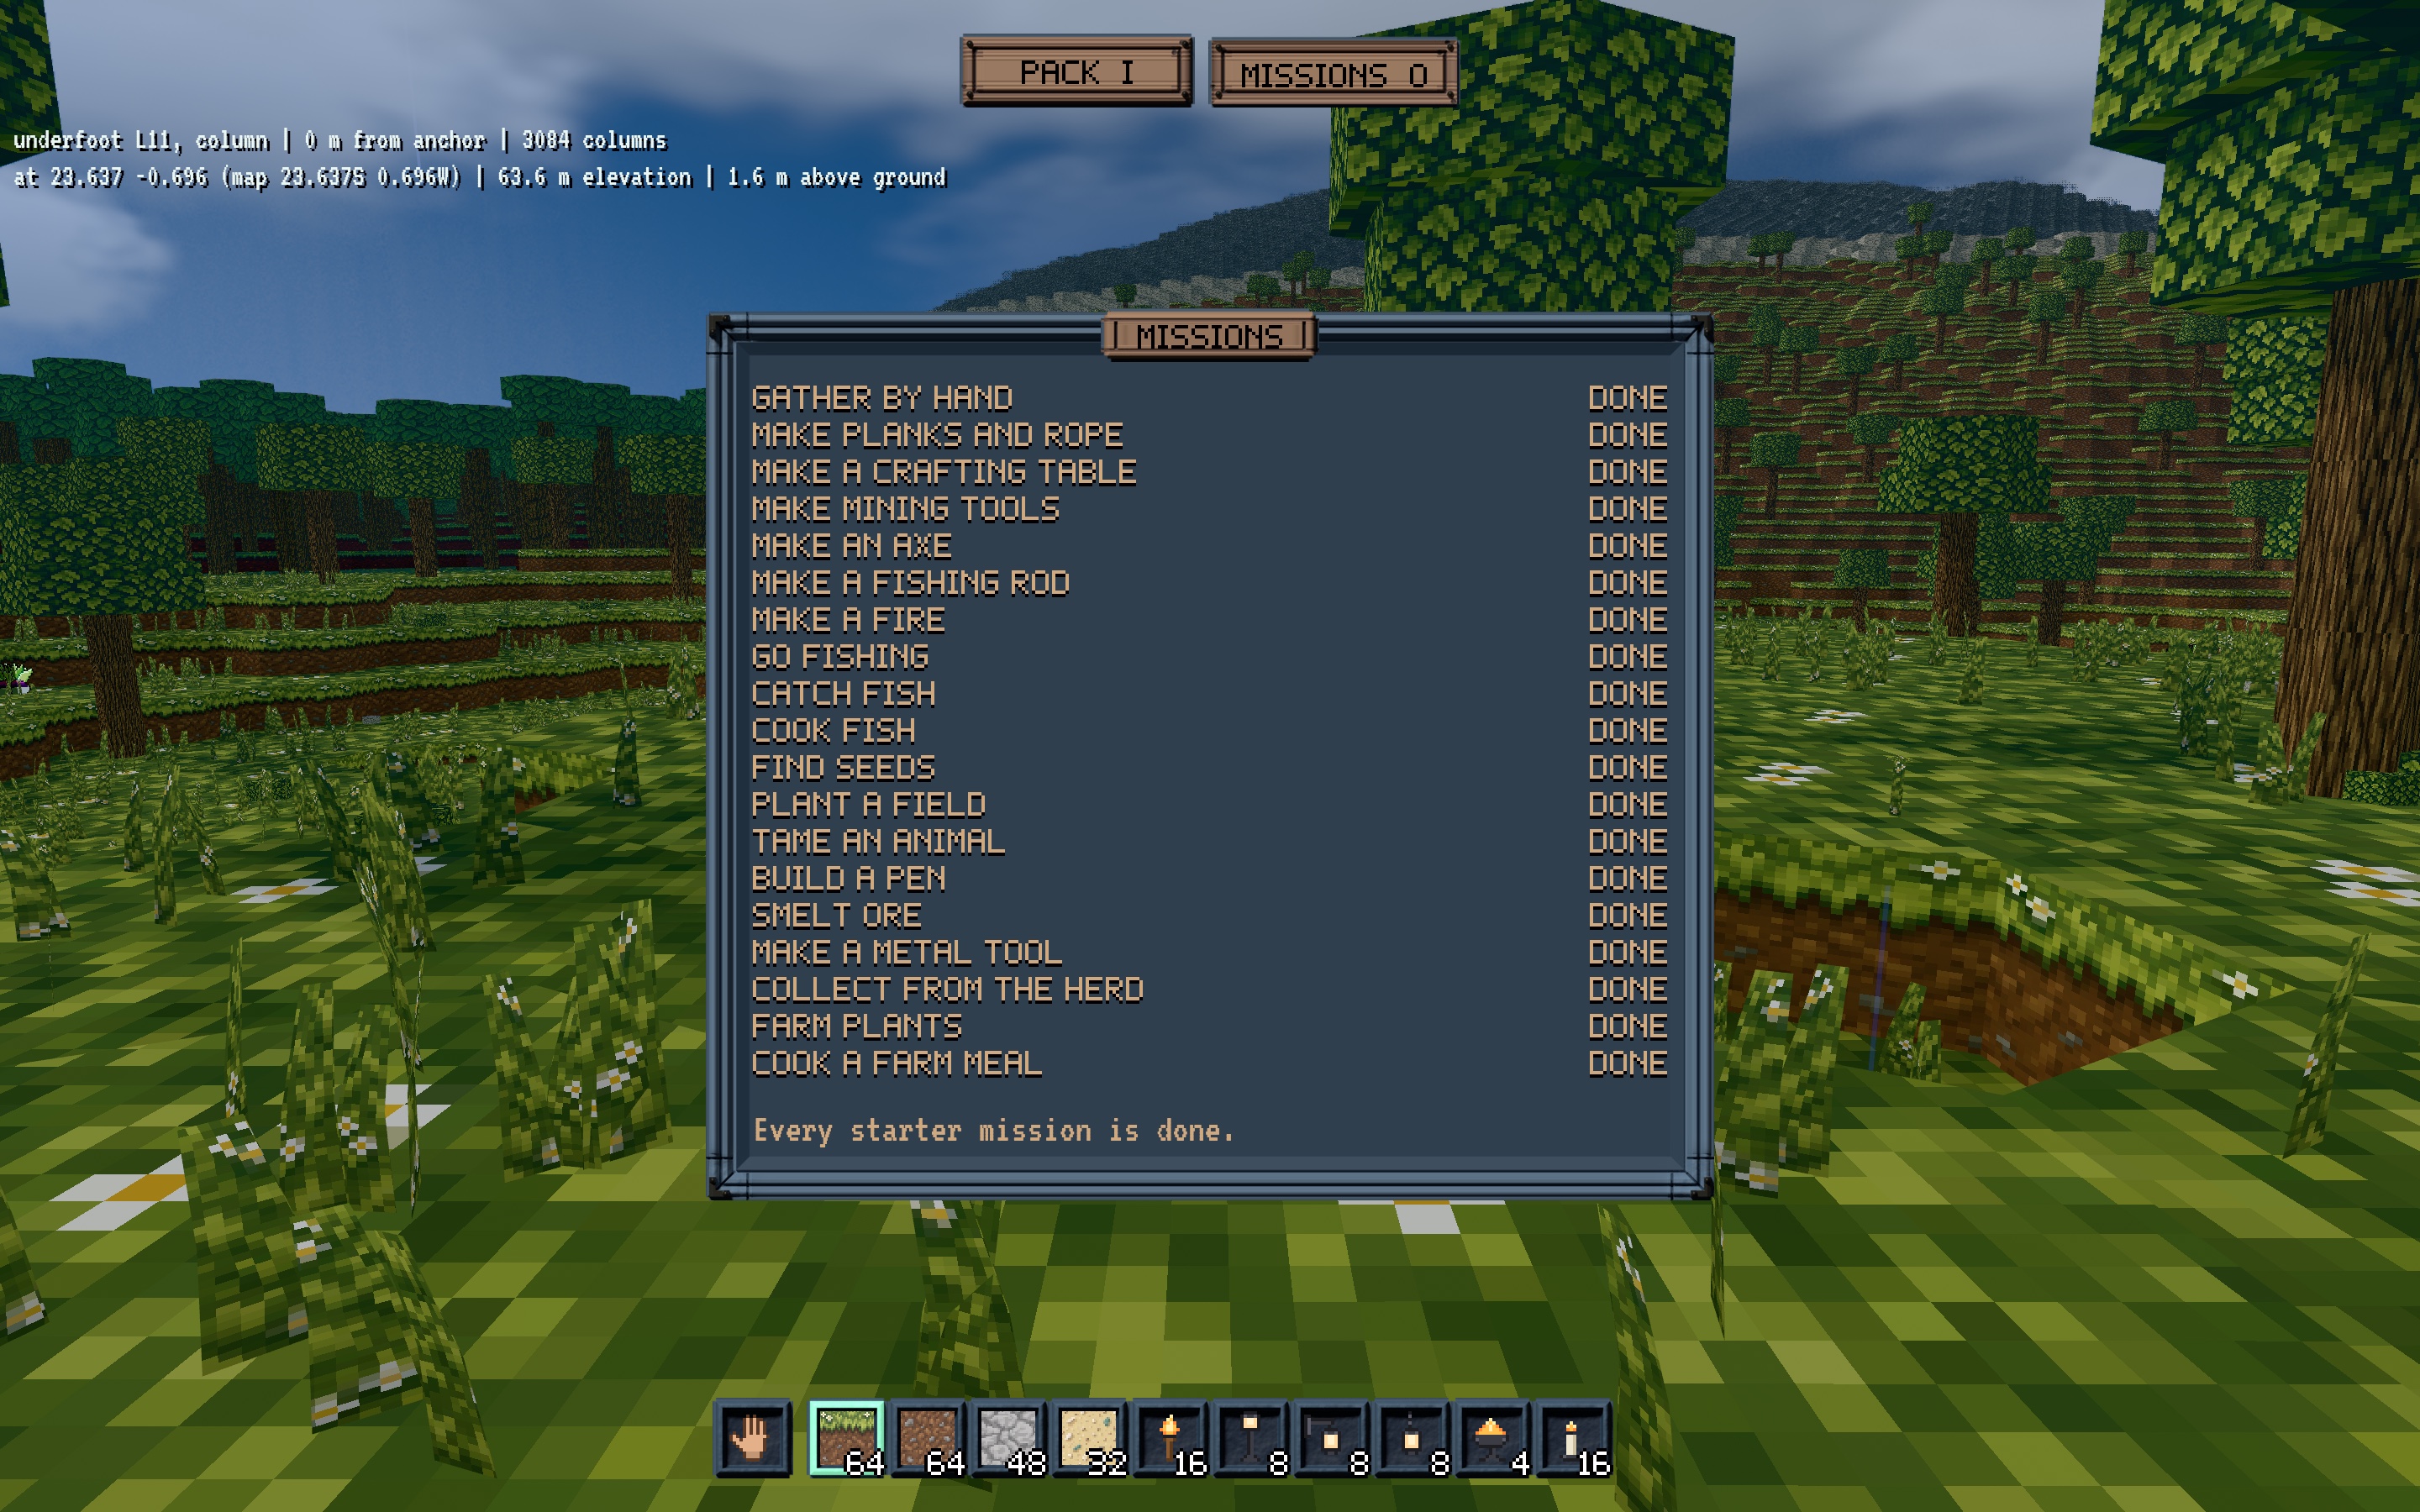 PACK I
MISSIONS O
underfoot L11, column | 0 m from anchor | 3084 columns
at 23.637 -0.696 (map 23.637S 0.696W) | 63.6 m elevation | 1.6 m above ground
MISSIONS
GATHER BY HAND DONE
MAKE PLANKS AND ROPE DONE
MAKE A CRAFTING TABLE DONE
MAKE MINING TOOLS DONE
MAKE AN AXE DONE
MAKE A FISHING ROD DONE
MAKE A FIRE DONE
GO FISHING DONE
CATCH FISH DONE
COOK FISH DONE
FIND SEEDS DONE
PLANT A FIELD DONE
TAME AN ANIMAL DONE
BUILD A PEN DONE
SMELT ORE DONE
MAKE A METAL TOOL DONE
COLLECT FROM THE HERD DONE
FARM PLANTS DONE
COOK A FARM MEAL DONE
Every starter mission is done.
64 64 48 32 16 8 8 8 4 16